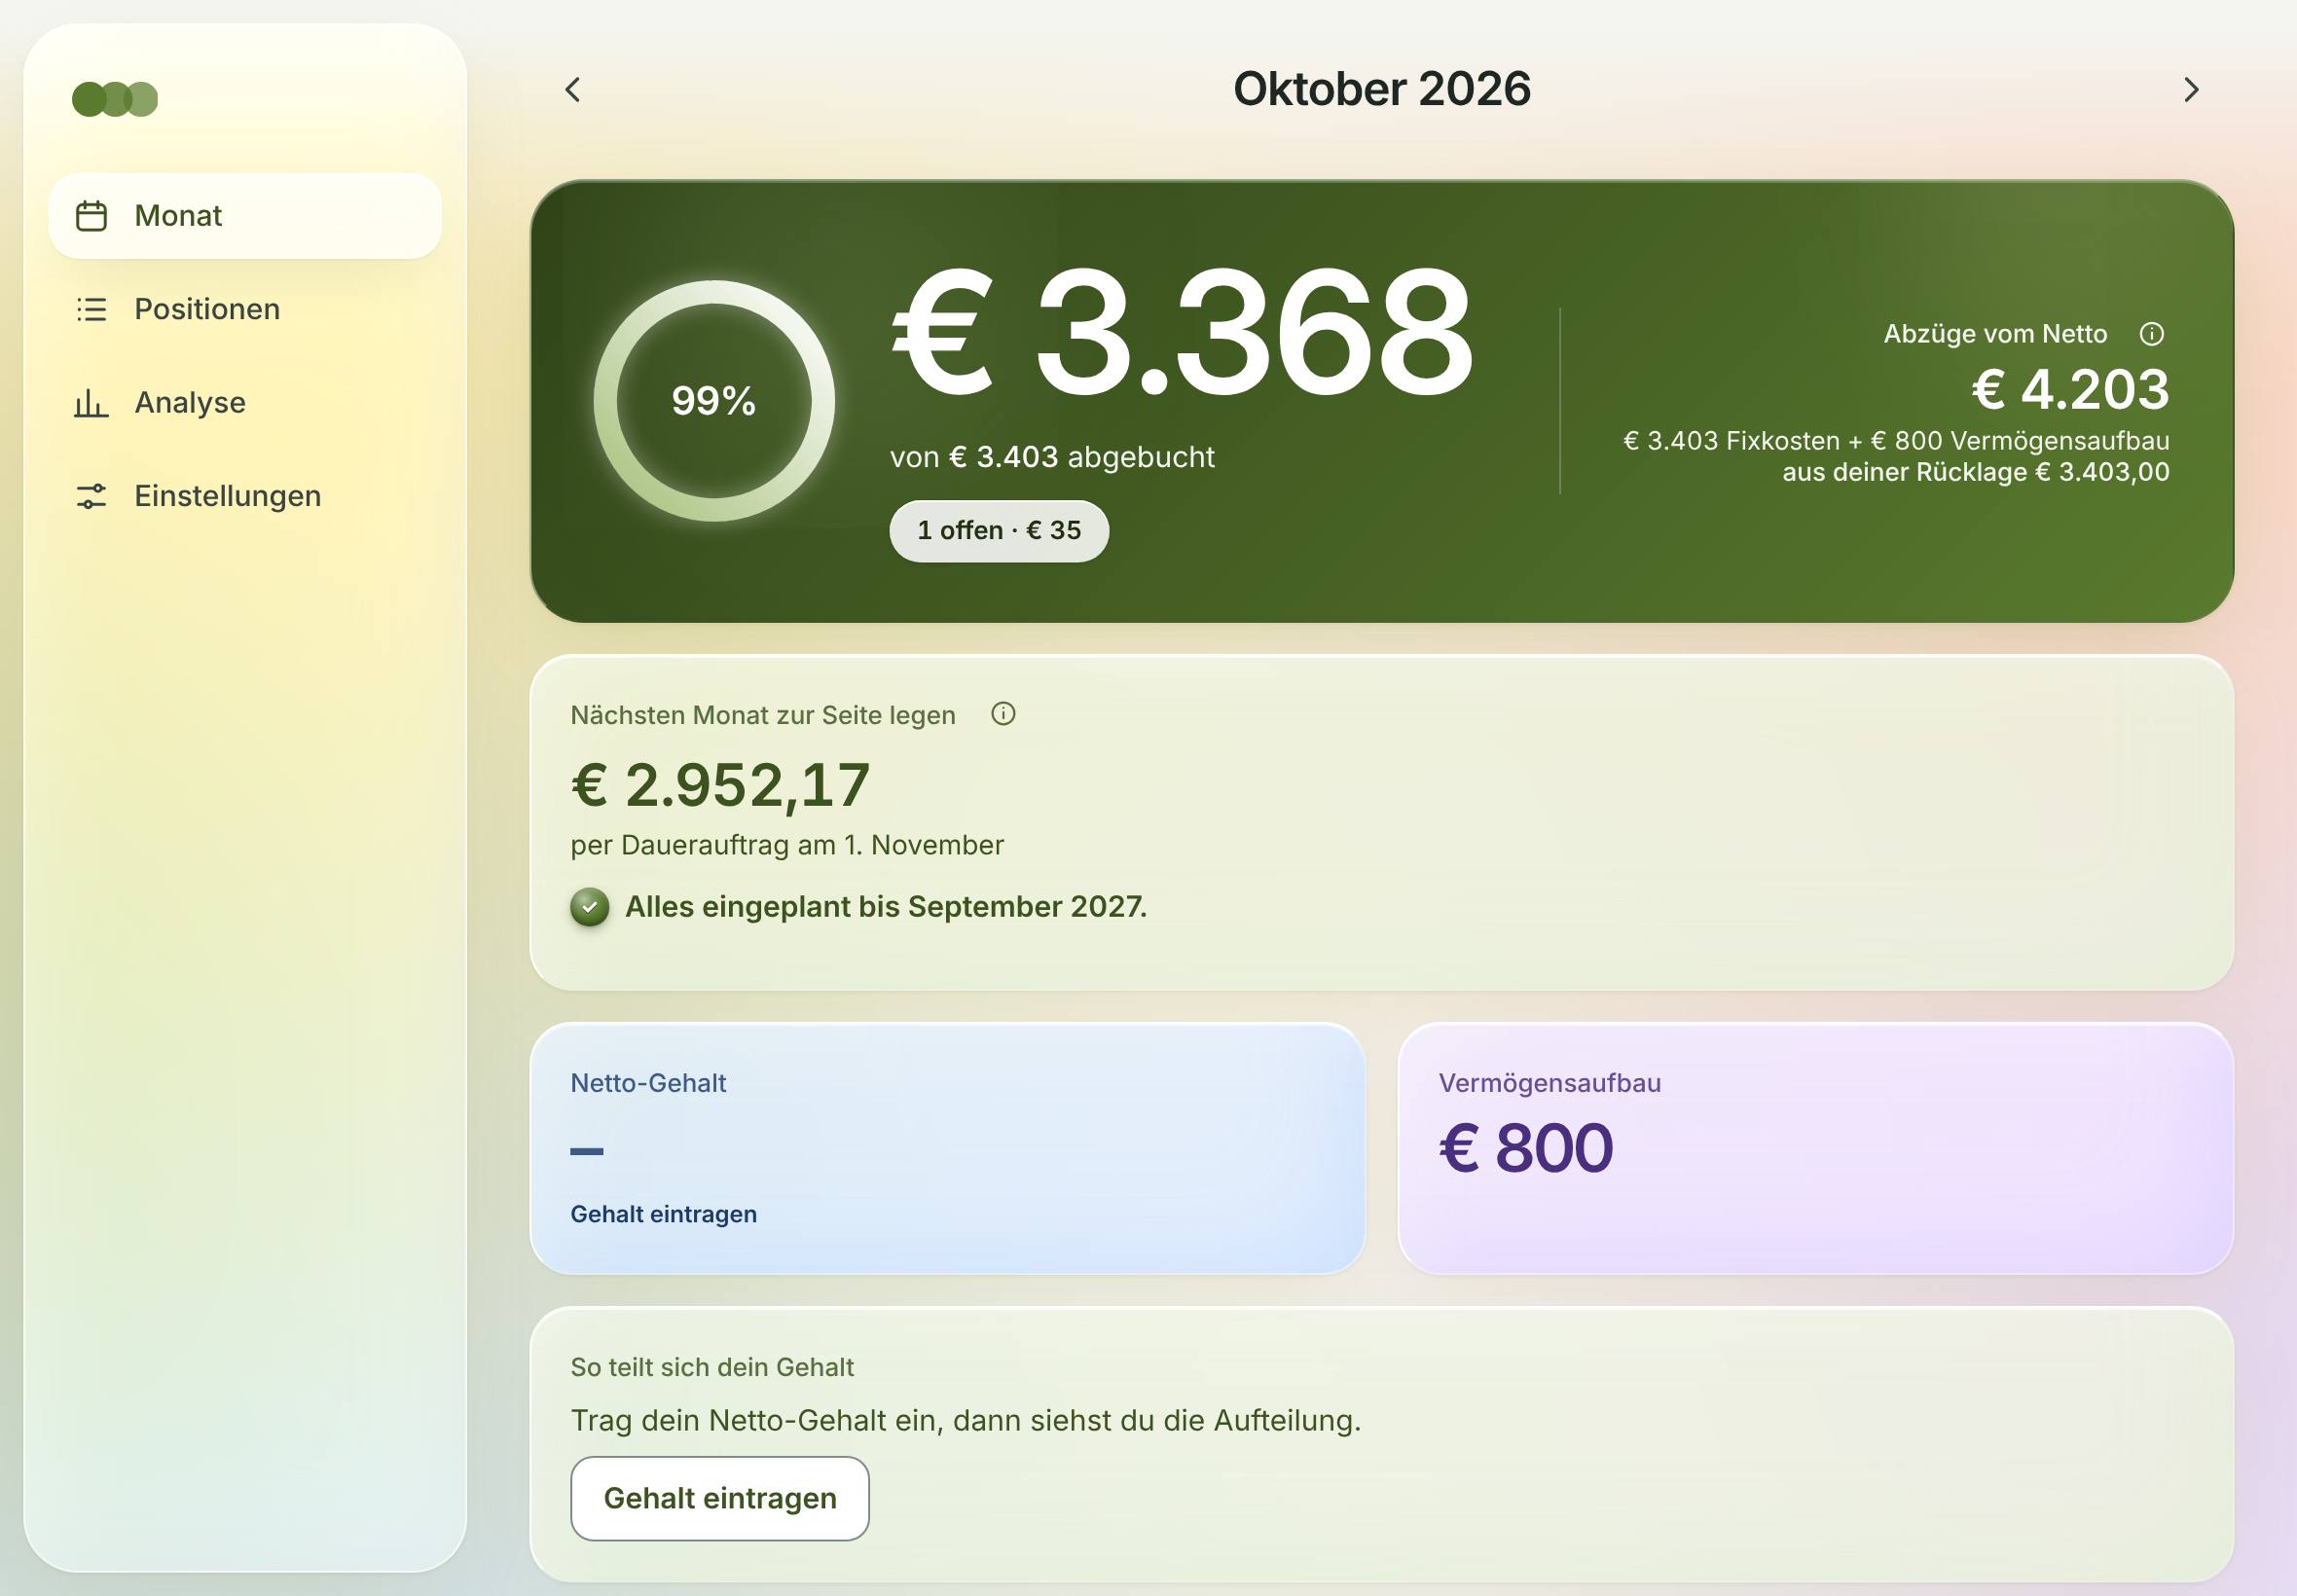 Oktober 2026
Monat
Positionen
Analyse
Einstellungen
99%
€ 3.368
von € 3.403 abgebucht
1 offen · € 35
Abzüge vom Netto
€ 4.203
€ 3.403 Fixkosten + € 800 Vermögensaufbau
aus deiner Rücklage € 3.403,00
Nächsten Monat zur Seite legen
€ 2.952,17
per Dauerauftrag am 1. November
Alles eingeplant bis September 2027.
Netto-Gehalt
–
Gehalt eintragen
Vermögensaufbau
€ 800
So teilt sich dein Gehalt
Trag dein Netto-Gehalt ein, dann siehst du die Aufteilung.
Gehalt eintragen